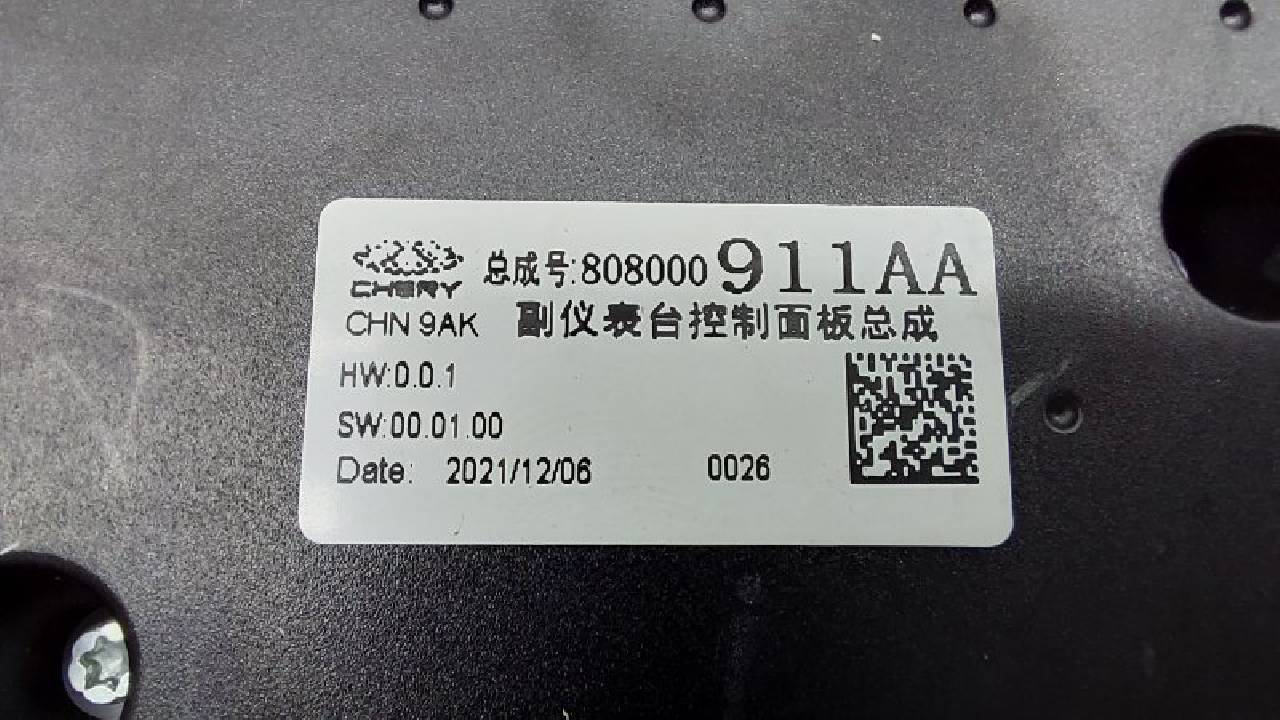 CHERY 总成号:808000911AA
CHN 9AK 副仪表台控制面板总成
HW:0.0.1
SW:00.01.00
Date: 2021/12/06 0026